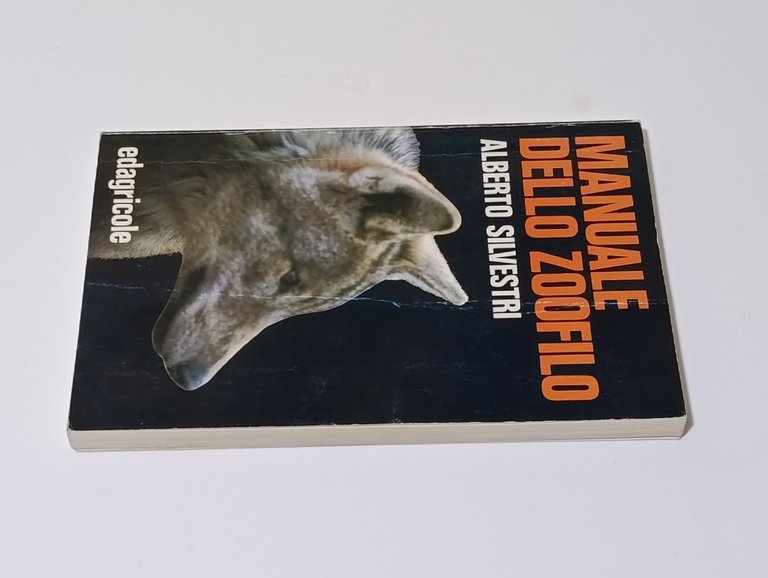 MANUALE
DELLO ZOOFILO
ALBERTO SILVESTRI
edagricole